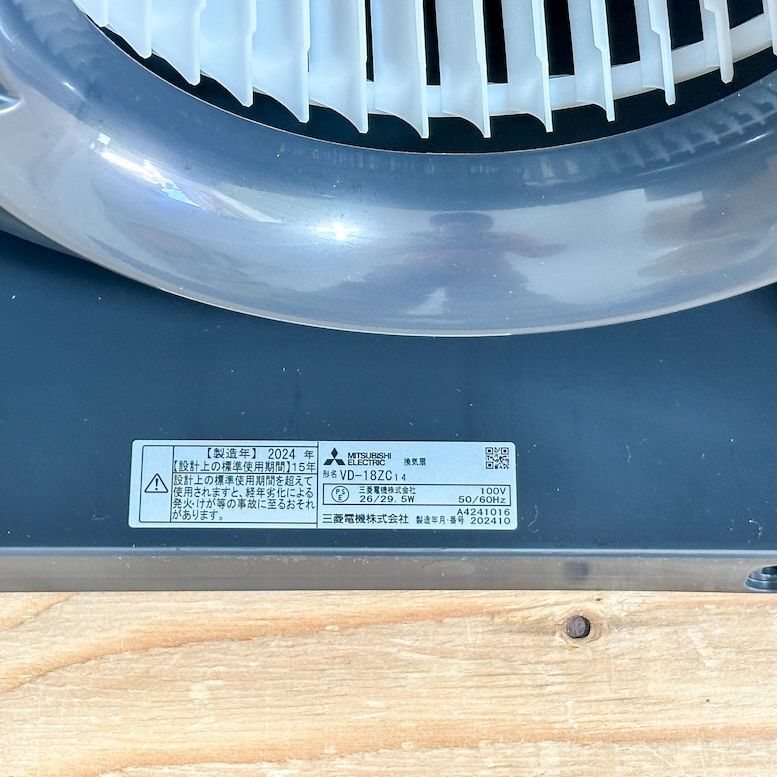 【製造年】 2024 年
【設計上の標準使用期間】15年
設計上の標準使用期間を超えて
使用されますと、経年劣化による
発火・けが等の事故に至るおそれ
があります。
MITSUBISHI
ELECTRIC
換気扇
形名 VD-18ZC14
PS
E
三菱電機株式会社 100V
26/29.5W 50/60Hz
A4241016
三菱電機株式会社 製造年月・番号 202410